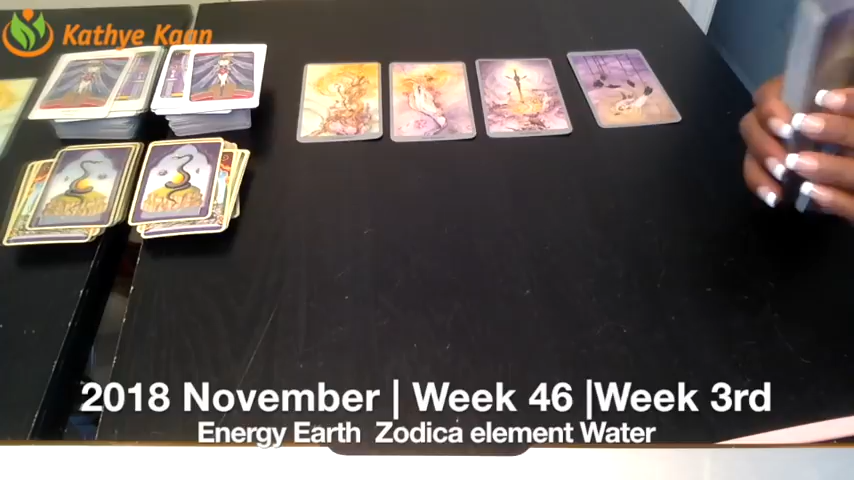 Kathye Kaan
2018 November | Week 46 |Week 3rd
Energy Earth  Zodica element Water